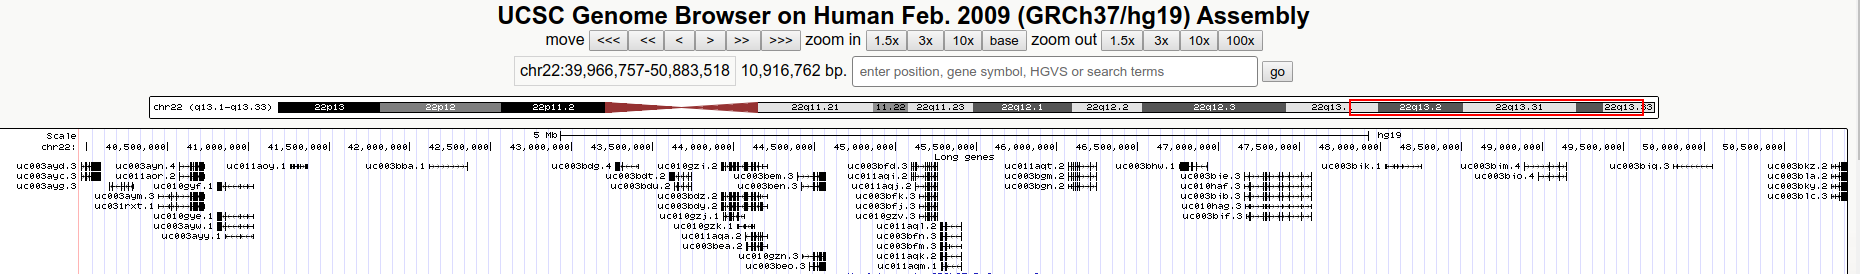 UCSC Genome Browser on Human Feb. 2009 (GRCh37/hg19) Assembly
move <<< << < > >> >>> zoom in 1.5x 3x 10x base zoom out 1.5x 3x 10x 100x
chr22:39,966,757-50,883,518 10,916,762 bp. enter position, gene symbol, HGVS or search terms go
chr22 (q13.1-q13.33) 22p13 22p12 22p11.2 22q11.21 11.22 22q11.23 22q12.1 22q12.2 22q12.3 22q13. 22q13.2 22q13.31 22q13.33
Scale 5 Mb hg19
chr22: 40,500,000 41,000,000 41,500,000 42,000,000 42,500,000 43,000,000 43,500,000 44,000,000 44,500,000 45,000,000 45,500,000 46,000,000 46,500,000 47,000,000 47,500,000 48,000,000 48,500,000 49,000,000 49,500,000 50,000,000 50,500,000
Long genes
uc003ayd.3 uc003ayn.4 uc011aoy.1 uc003bba.1 uc003bdg.4 uc010gzi.2 uc003bfd.3 uc011aqt.2 uc003bhw.1 uc003bik.1 uc003bim.4 uc003biq.3 uc003bkz.2
uc003ayc.3 uc011aor.2 uc003bdt.2 uc003bem.3 uc011aqi.2 uc003bgm.2 uc003bie.3 uc003bio.4 uc003bla.2
uc003ayg.3 uc010gyf.1 uc003bdu.2 uc003ben.3 uc011aqj.2 uc003bgn.2 uc010haf.3 uc003bky.2
uc003aym.3 uc003bdz.2 uc003bfk.3 uc003bib.3 uc003blc.3
uc031rxt.1 uc003bdy.2 uc003bfj.3 uc010hag.3
uc010gye.1 uc010gzj.1 uc010gzv.3 uc003bif.3
uc003ayw.1 uc010gzk.1 uc011aql.2
uc003ayy.1 uc011aqa.2 uc003bfn.3
uc003bea.2 uc003bfm.3
uc010gzn.3 uc011aqk.2
uc003beo.3 uc011aqm.1